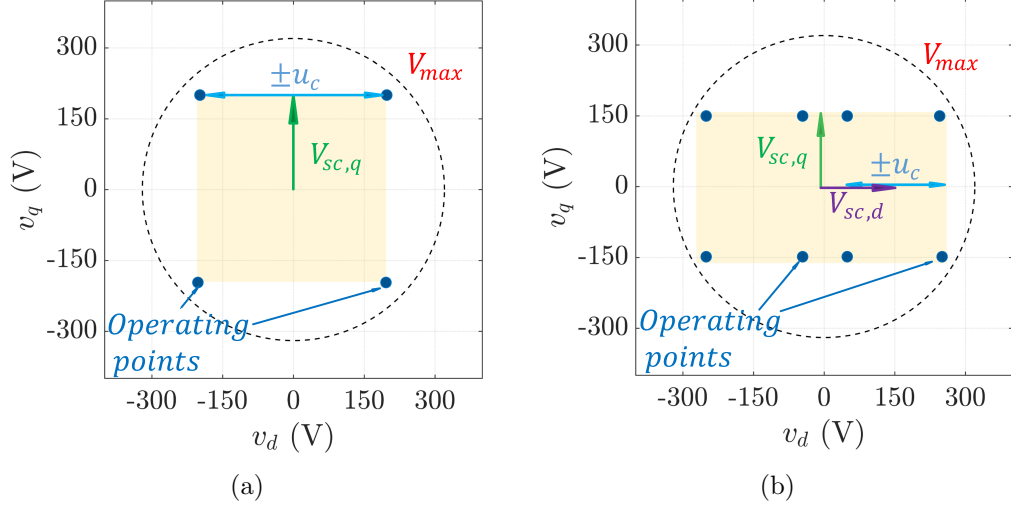 300
150
0
-150
-300
v_q (V)
±u_c
V_max
V_sc,q
Operating
points
-300 -150 0 150 300
v_d (V)
(a)
300
150
0
-150
-300
v_q (V)
V_max
V_sc,q
±u_c
V_sc,d
Operating
points
-300 -150 0 150 300
v_d (V)
(b)